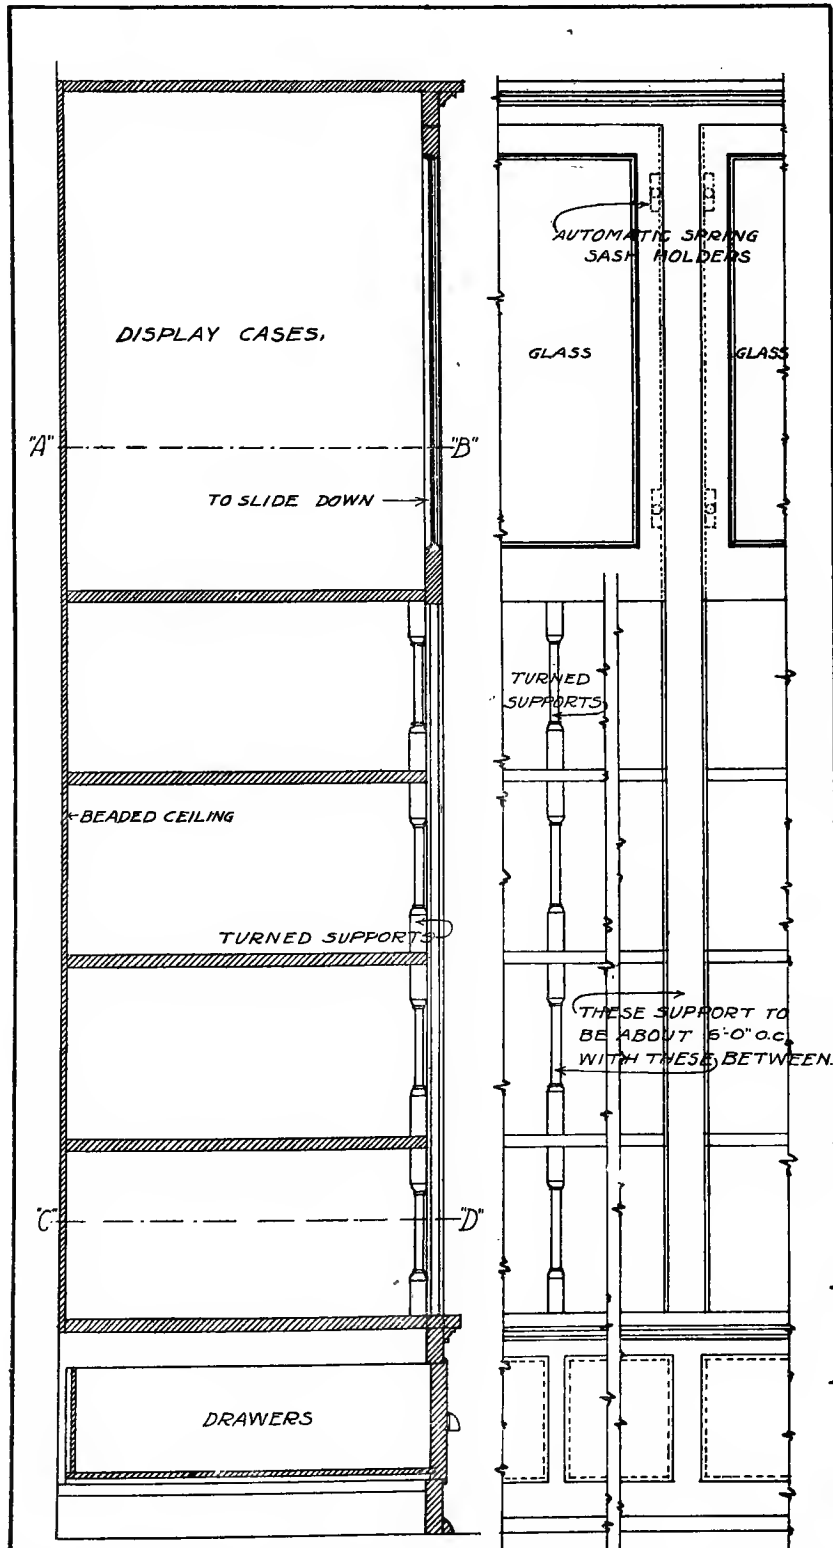 AUTOMATIC SPRING
SASH HOLDERS
DISPLAY CASES,
GLASS
GLASS
"A"
"B"
TO SLIDE DOWN
TURNED
SUPPORTS
BEADED CEILING
TURNED SUPPORTS
THESE SUPPORT TO
BE ABOUT 6'-0" O.C.
WITH THESE BETWEEN.
"C"
"D"
DRAWERS